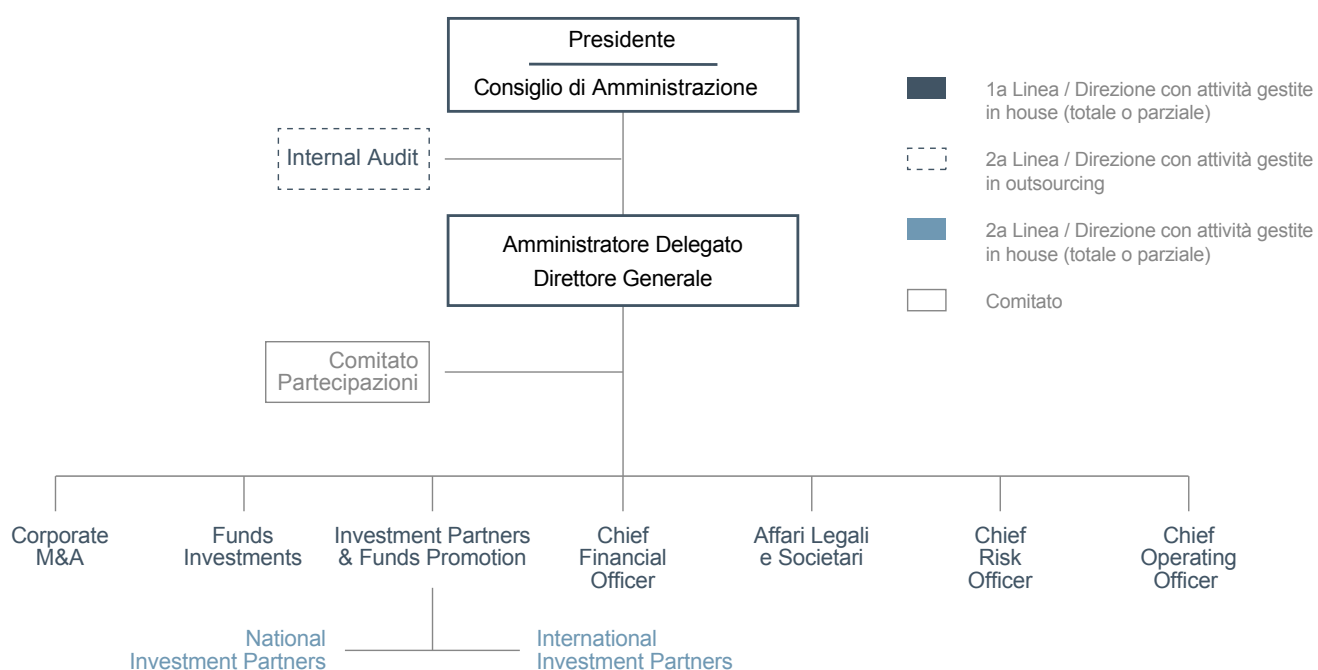 Presidente
Consiglio di Amministrazione
Internal Audit
Amministratore Delegato
Direttore Generale
Comitato
Partecipazioni
1a Linea / Direzione con attività gestite
in house (totale o parziale)
2a Linea / Direzione con attività gestite
in outsourcing
2a Linea / Direzione con attività gestite
in house (totale o parziale)
Comitato
Corporate
M&A
Funds
Investments
Investment Partners
& Funds Promotion
Chief
Financial
Officer
Affari Legali
e Societari
Chief
Risk
Officer
Chief
Operating
Officer
National
Investment Partners
International
Investment Partners